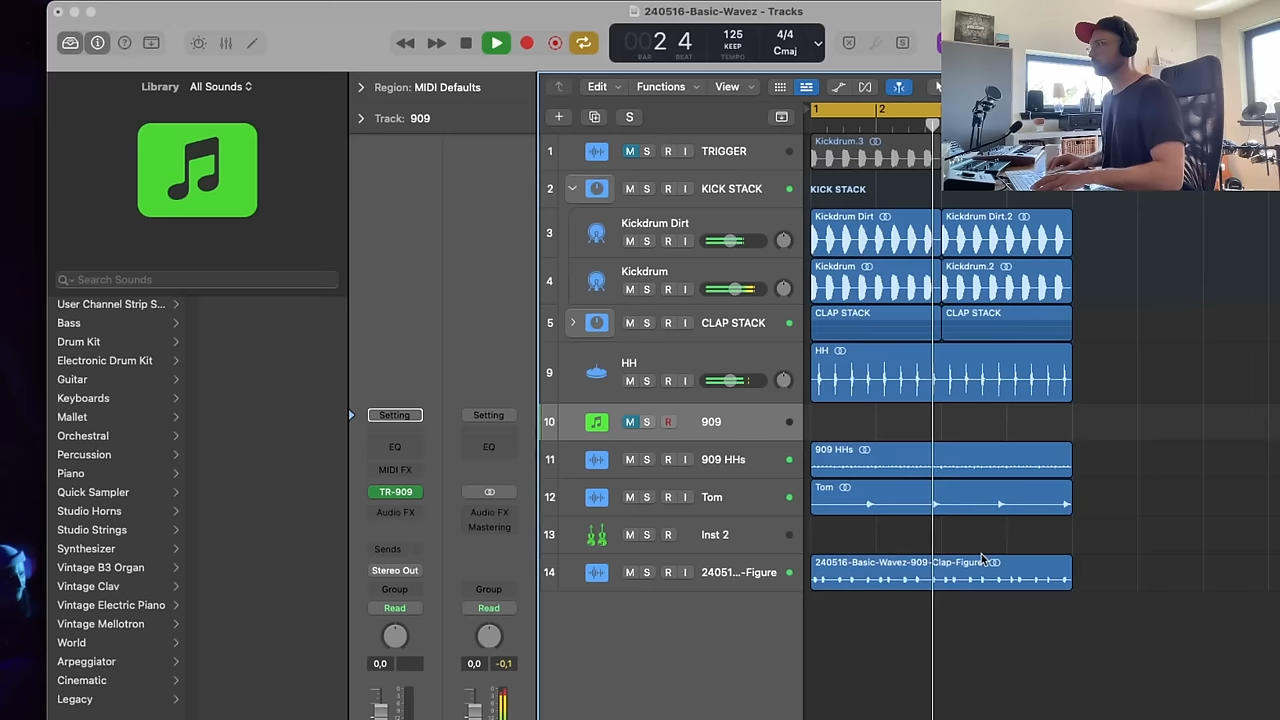 240516-Basic-Wavez - Tracks
002 4
BAR BEAT
125
KEEP
TEMPO
4/4
Cmaj
S
Library All Sounds
Search Sounds
User Channel Strip S...
Bass
Drum Kit
Electronic Drum Kit
Guitar
Keyboards
Mallet
Orchestral
Percussion
Piano
Quick Sampler
Studio Horns
Studio Strings
Synthesizer
Vintage B3 Organ
Vintage Clav
Vintage Electric Piano
Vintage Mellotron
World
Arpeggiator
Cinematic
Legacy
Region: MIDI Defaults
Track: 909
Setting Setting
EQ EQ
MIDI FX
TR-909
Audio FX Audio FX
Mastering
Sends
Stereo Out
Group Group
Read Read
0,0 0,0 -0,1
Edit Functions View
S
1 2
1 M S R I TRIGGER
Kickdrum.3
2 M S R I KICK STACK
KICK STACK
3 Kickdrum Dirt
M S R I
Kickdrum Dirt Kickdrum Dirt.2
4 Kickdrum
M S R I
Kickdrum Kickdrum.2
5 M S R I CLAP STACK
CLAP STACK CLAP STACK
9 HH
M S R I
HH
10 M S R 909
11 M S R I 909 HHs
909 HHs
12 M S R I Tom
Tom
13 M S R Inst 2
14 M S R I 24051...-Figure
240516-Basic-Wavez-909-Clap-Figure